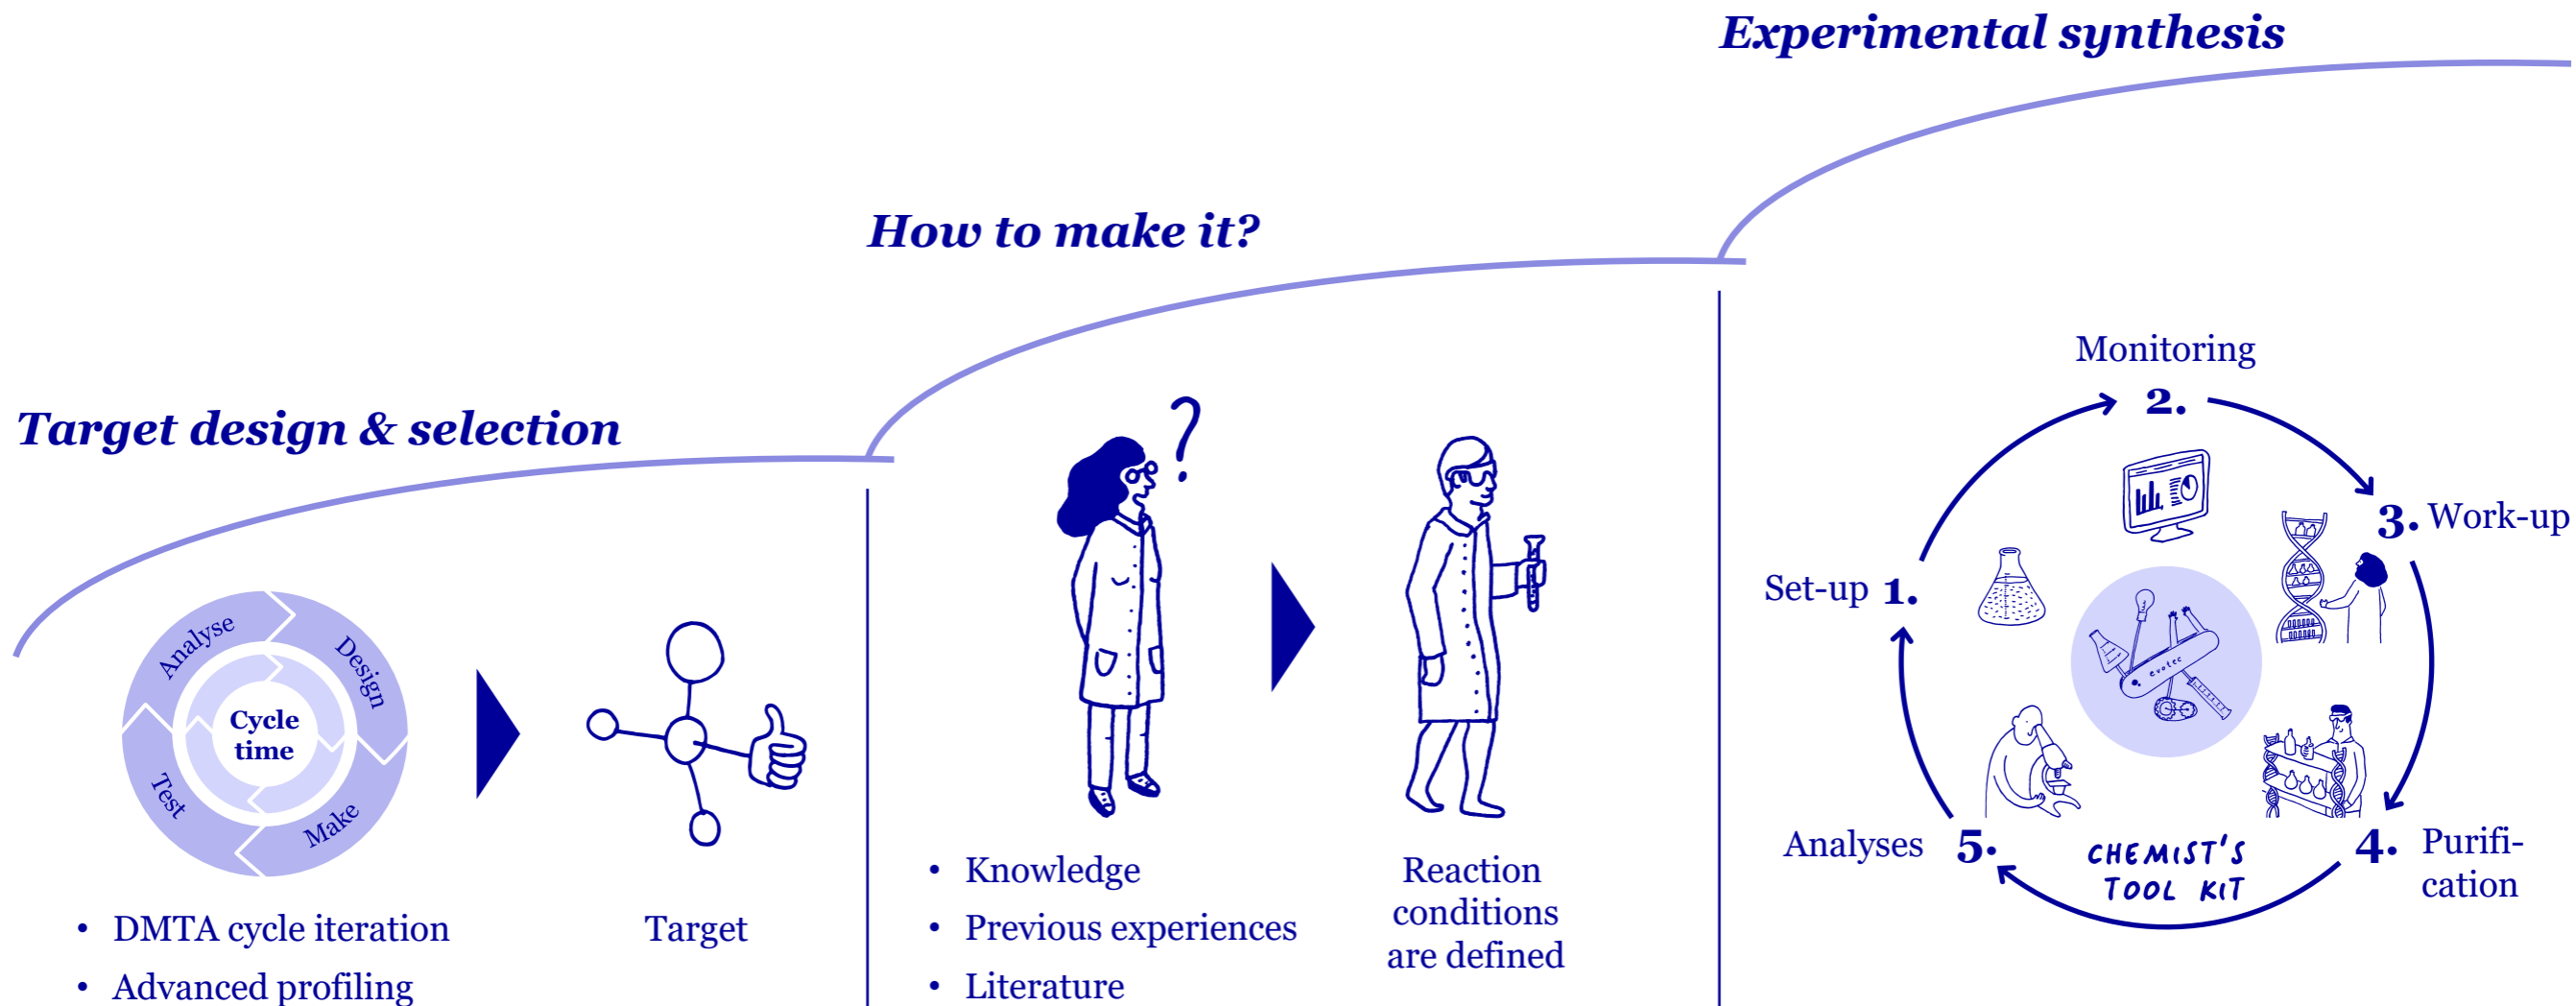 Experimental synthesis
How to make it?
Target design & selection
Analyse
Design
Cycle
time
Test
Make
• DMTA cycle iteration
• Advanced profiling
Target
?
• Knowledge
• Previous experiences
• Literature
Reaction
conditions
are defined
Monitoring
2.
3. Work-up
Set-up 1.
evotec
Analyses 5.
4. Purifi-
cation
CHEMIST'S
TOOL KIT